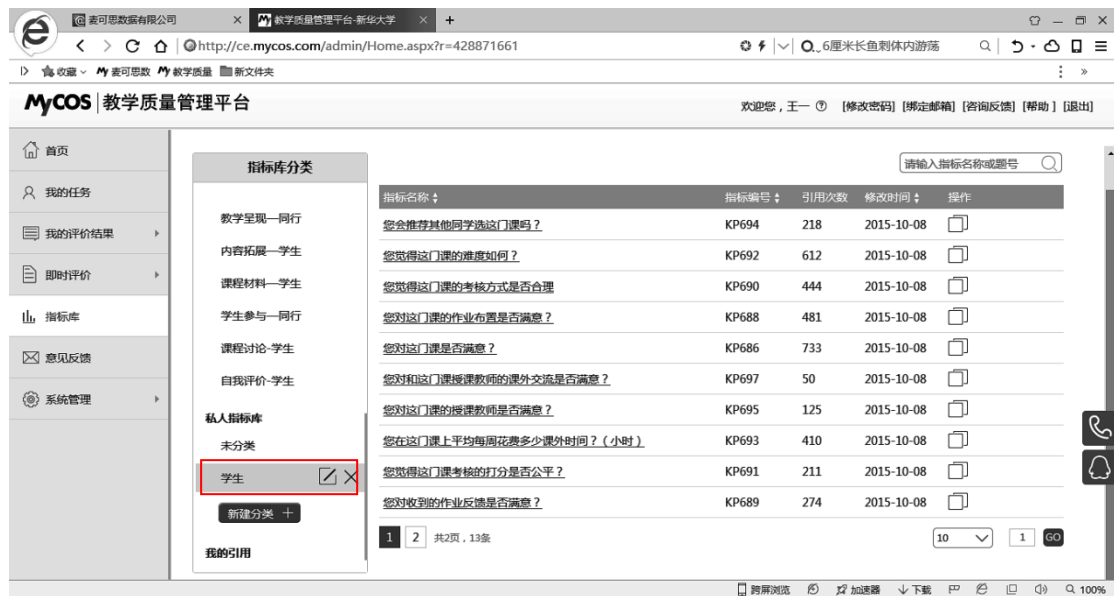 麦可思数据有限公司 教学质量管理平台-新华大学
http://ce.mycos.com/admin/Home.aspx?r=428871661 6厘米长鱼刺体内游荡
收藏 麦可思数 教学质量 新文件夹
MyCOS 教学质量管理平台 欢迎您，王一 [修改密码] [绑定邮箱] [咨询反馈] [帮助] [退出]
首页
我的任务
我的评价结果
即时评价
指标库
意见反馈
系统管理
指标库分类
教学呈现—同行
内容拓展—学生
课程材料—学生
学生参与—同行
课程讨论-学生
自我评价-学生
私人指标库
未分类
学生
新建分类 +
我的引用
请输入指标名称或题号
指标名称 指标编号 引用次数 修改时间 操作
您会推荐其他同学选这门课吗？ KP694 218 2015-10-08
您觉得这门课的难度如何？ KP692 612 2015-10-08
您觉得这门课的考核方式是否合理 KP690 444 2015-10-08
您对这门课的作业布置是否满意？ KP688 481 2015-10-08
您对这门课是否满意？ KP686 733 2015-10-08
您对和这门课授课教师的课外交流是否满意？ KP697 50 2015-10-08
您对这门课的授课教师是否满意？ KP695 125 2015-10-08
您在这门课上平均每周花费多少课外时间？（小时） KP693 410 2015-10-08
您觉得这门课考核的打分是否公平？ KP691 211 2015-10-08
您对收到的作业反馈是否满意？ KP689 274 2015-10-08
1 2 共2页，13条 10 1 GO
跨屏浏览 加速器 下载 100%